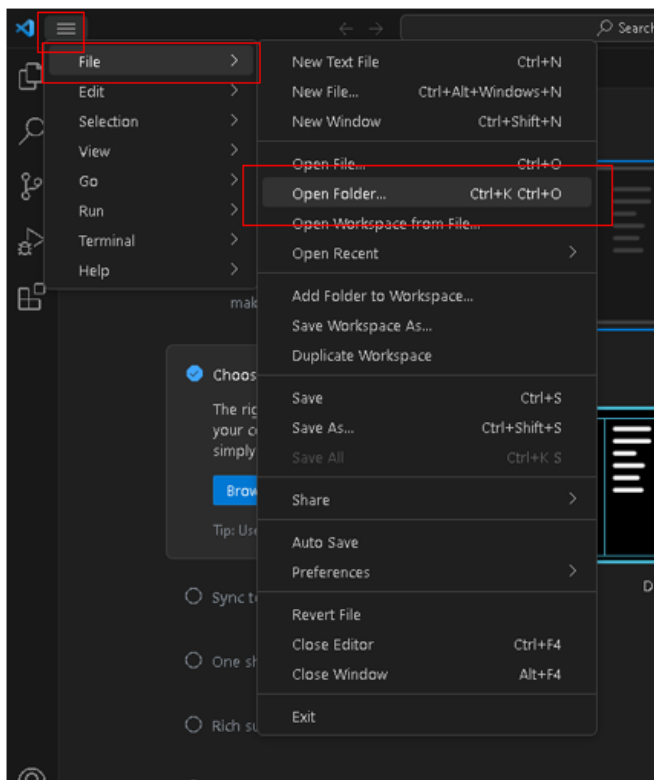 Search
File
Edit
Selection
View
Go
Run
Terminal
Help
New Text File Ctrl+N
New File... Ctrl+Alt+Windows+N
New Window Ctrl+Shift+N
Open File... Ctrl+O
Open Folder... Ctrl+K Ctrl+O
Open Workspace from File...
Open Recent
Add Folder to Workspace...
Save Workspace As...
Duplicate Workspace
Save Ctrl+S
Save As... Ctrl+Shift+S
Save All Ctrl+K S
Share
Auto Save
Preferences
Revert File
Close Editor Ctrl+F4
Close Window Alt+F4
Exit
mak
Choos
The rig
your c
simply
Brow
Tip: Use
Sync t
One sh
Rich su
D